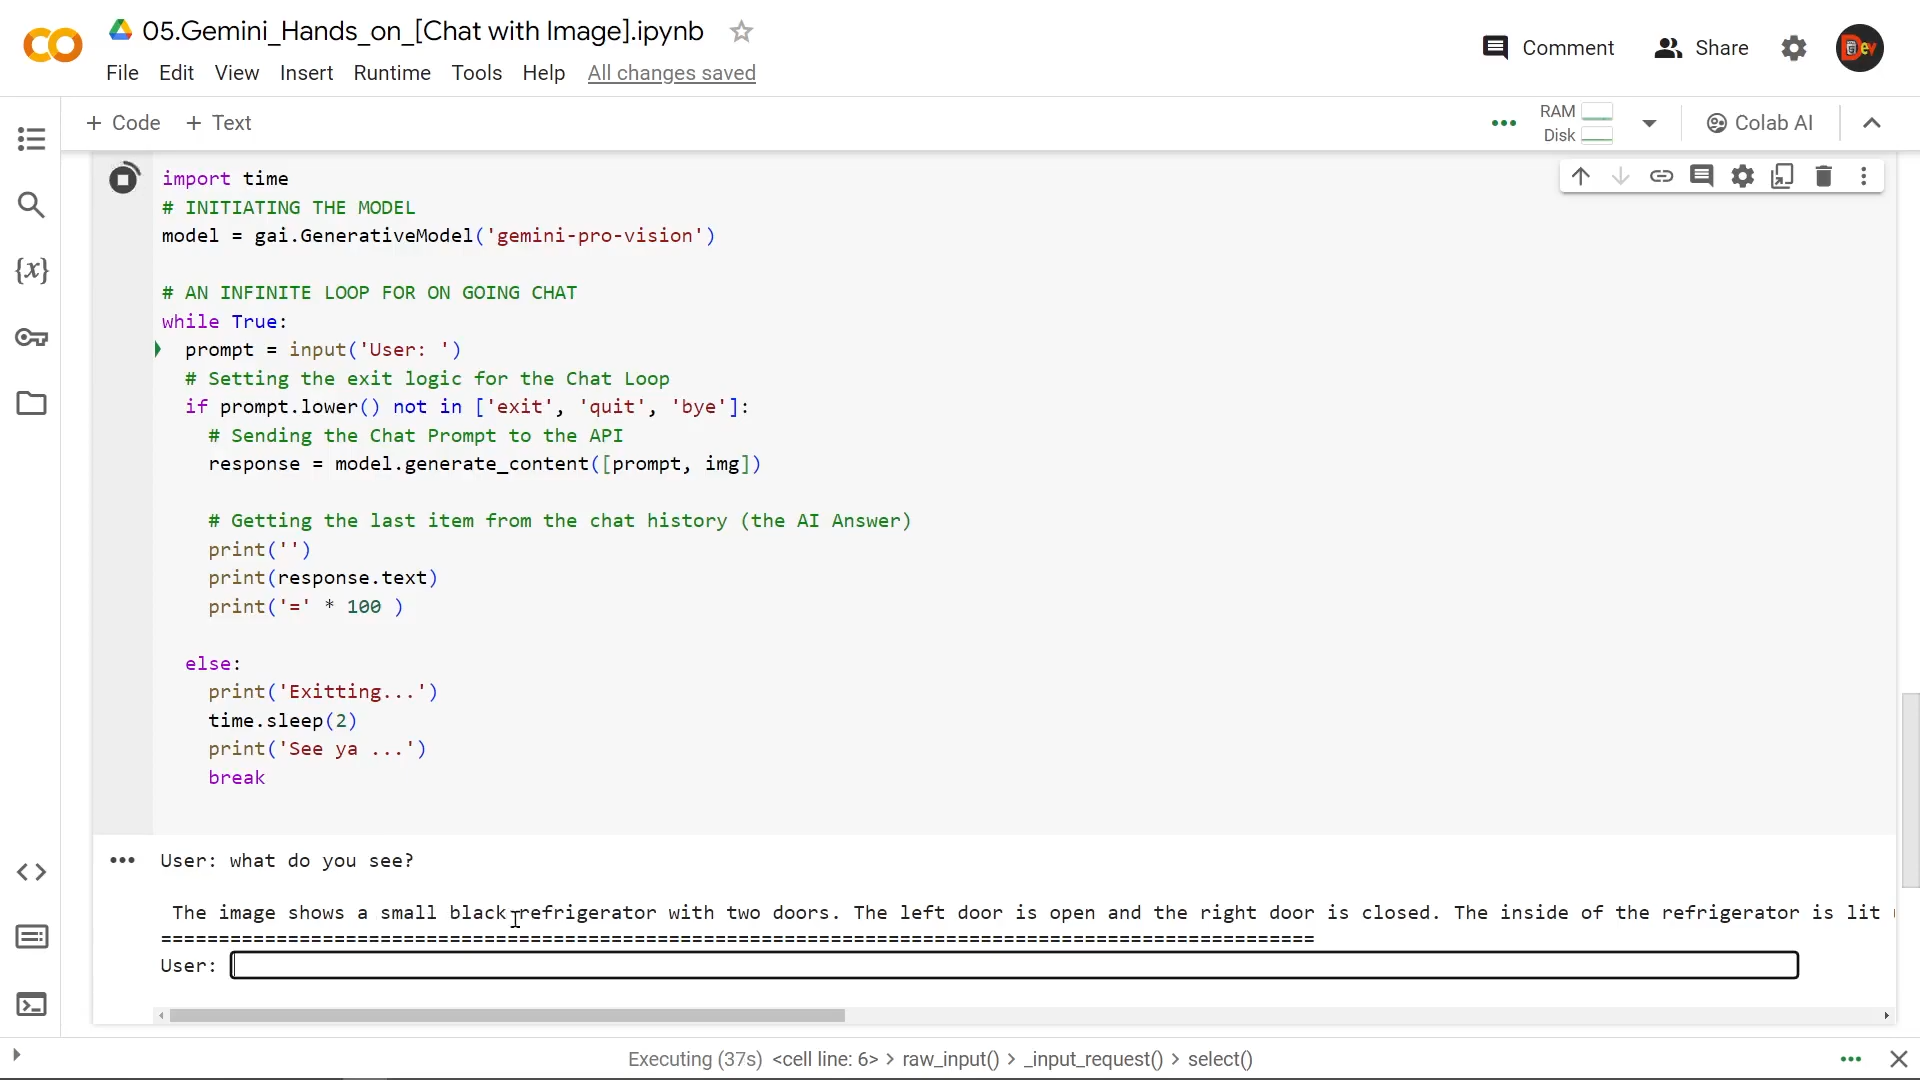 05.Gemini_Hands_on_[Chat with Image].ipynb
Comment
Share
Dev
File Edit View Insert Runtime Tools Help All changes saved
+ Code + Text
RAM
Disk
Colab AI
{x}
import time
# INITIATING THE MODEL
model = gai.GenerativeModel('gemini-pro-vision')
# AN INFINITE LOOP FOR ON GOING CHAT
while True:
prompt = input('User: ')
# Setting the exit logic for the Chat Loop
if prompt.lower() not in ['exit', 'quit', 'bye']:
# Sending the Chat Prompt to the API
response = model.generate_content([prompt, img])
# Getting the last item from the chat history (the AI Answer)
print('')
print(response.text)
print('=' * 100 )
else:
print('Exitting...')
time.sleep(2)
print('See ya ...')
break
User: what do you see?
The image shows a small black refrigerator with two doors. The left door is open and the right door is closed. The inside of the refrigerator is lit
====================================================================================================
User:
Executing (37s) <cell line: 6> > raw_input() > _input_request() > select()